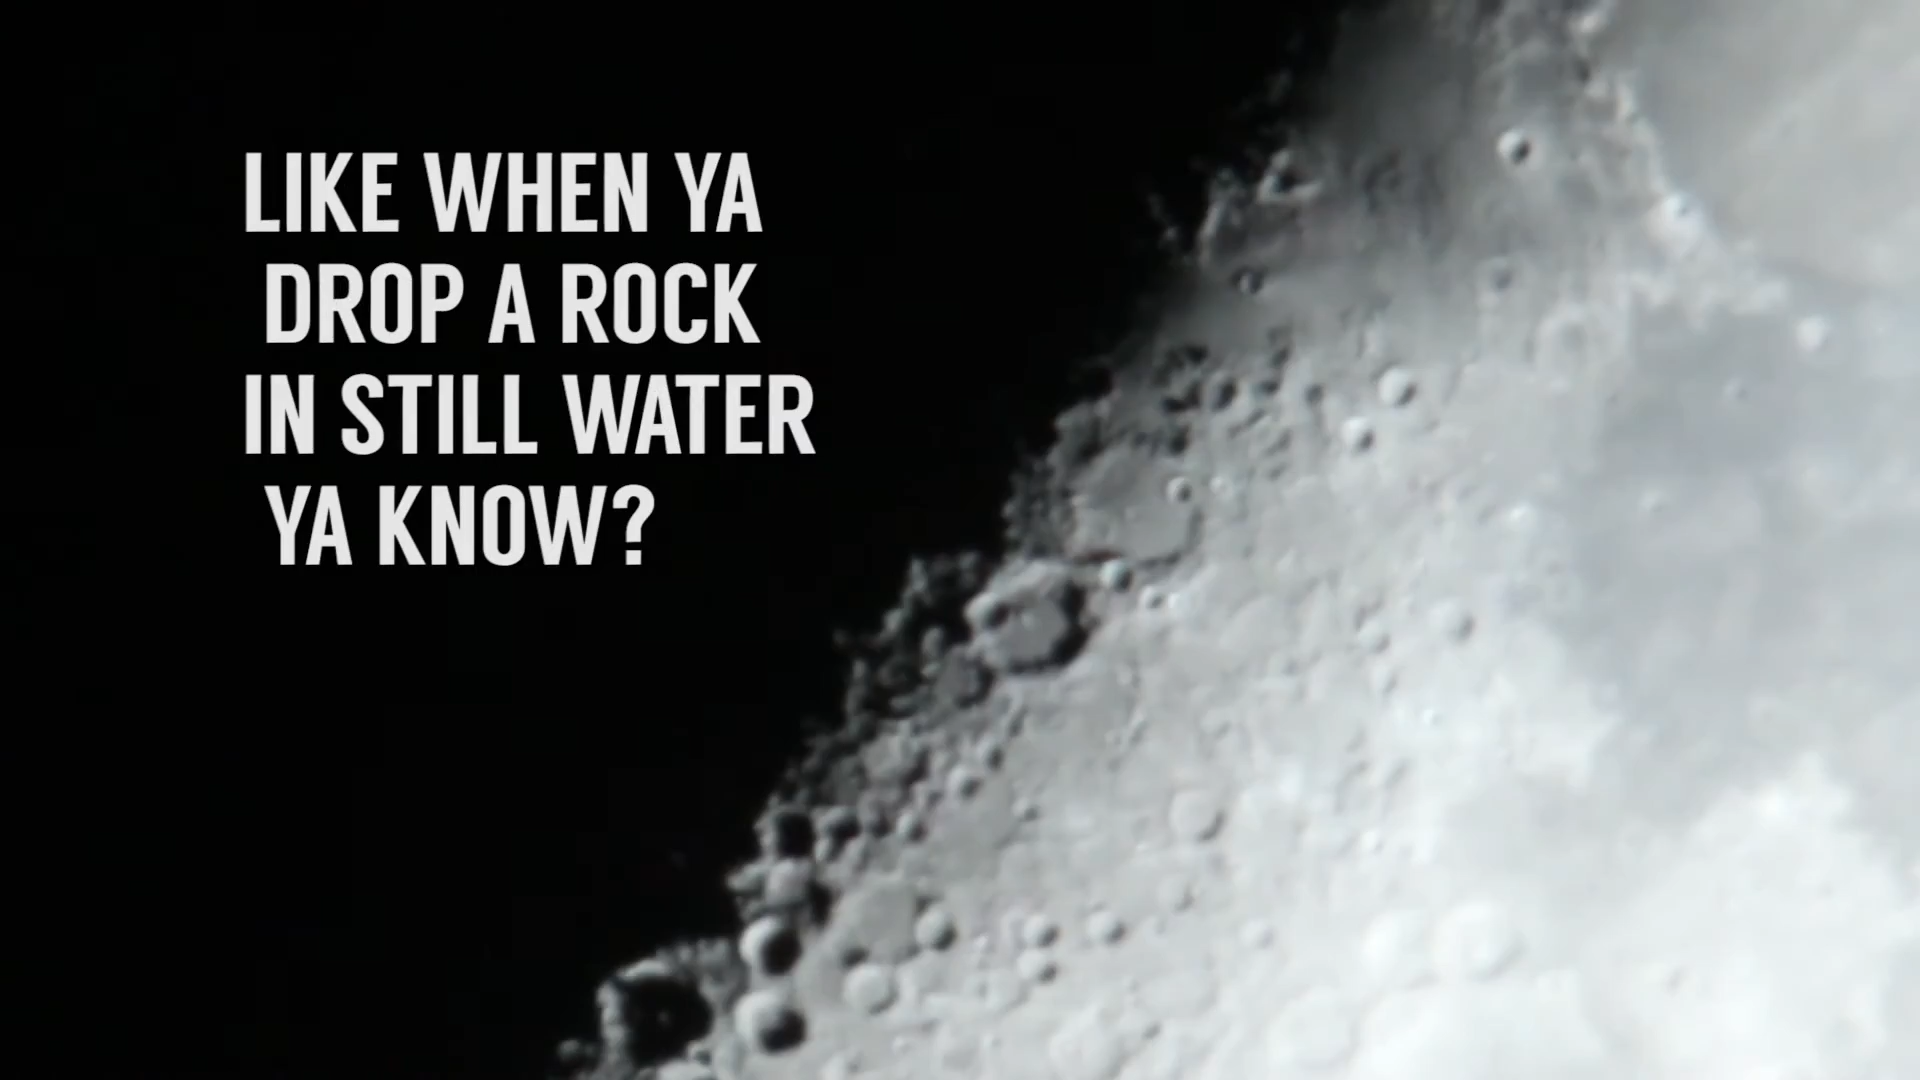 LIKE WHEN YA
DROP A ROCK
IN STILL WATER
YA KNOW?